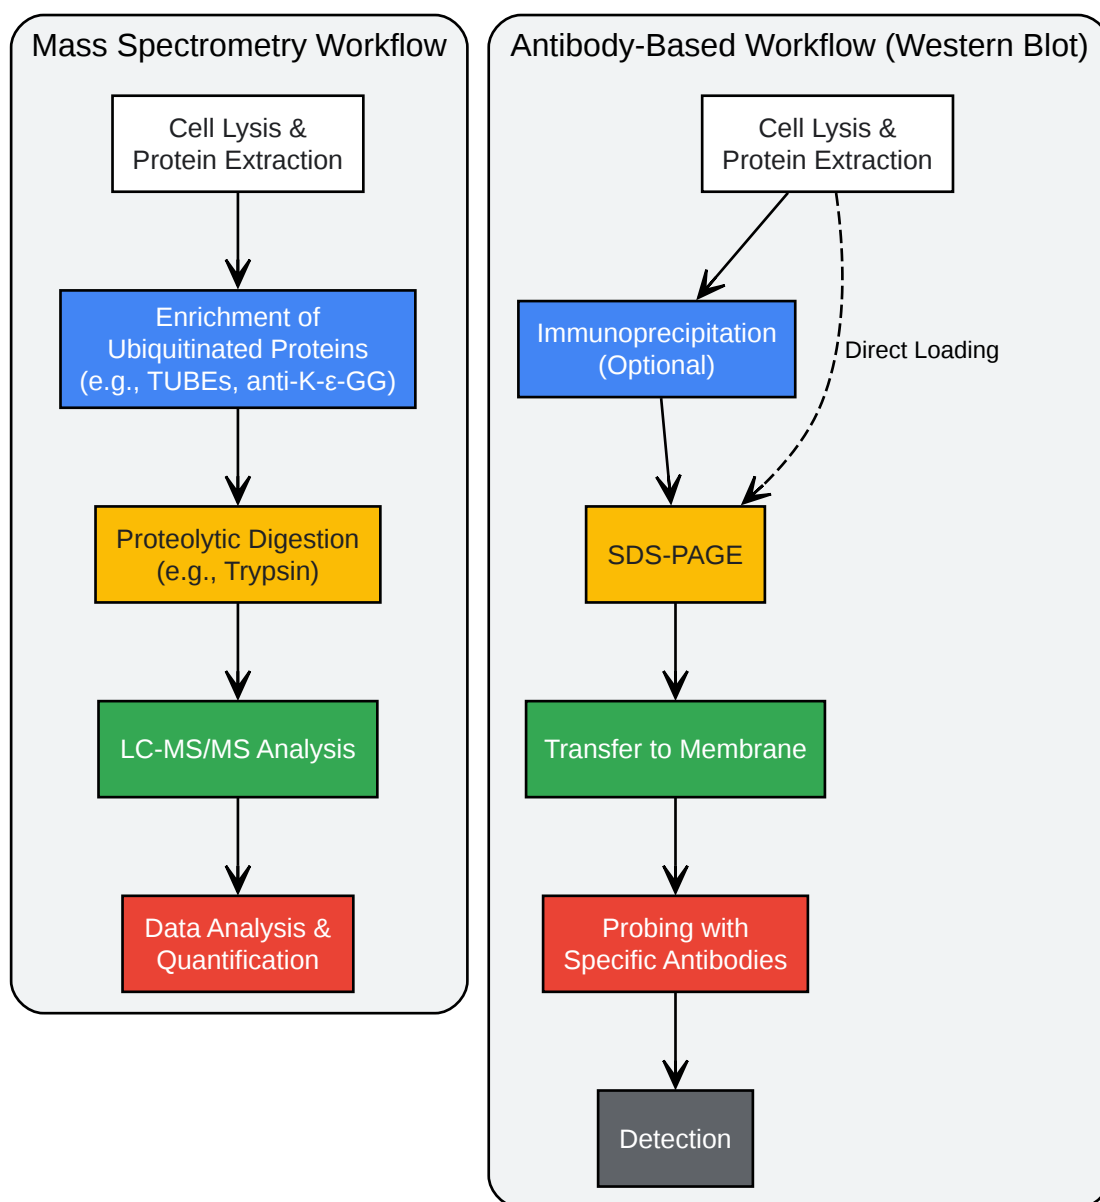 Mass Spectrometry Workflow
Cell Lysis &
Protein Extraction
Enrichment of
Ubiquitinated Proteins
(e.g., TUBEs, anti-K-ε-GG)
Proteolytic Digestion
(e.g., Trypsin)
LC-MS/MS Analysis
Data Analysis &
Quantification
Antibody-Based Workflow (Western Blot)
Cell Lysis &
Protein Extraction
Immunoprecipitation
(Optional)
Direct Loading
SDS-PAGE
Transfer to Membrane
Probing with
Specific Antibodies
Detection